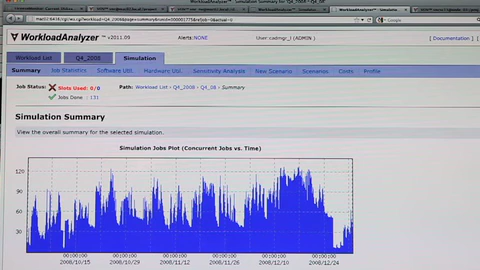 WorkloadAnalyzer™ v2011.09 Alerts:NONE (ADMIN ) [ Documentation ]
Workload List Q4_2008 Simulation
Summary Job Statistics Software Util. Hardware Util. Sensitivity Analysis New Scenario Scenarios Costs Profile
Job Status: Slots Used: 0/0 Path: Workload List › Q4_2008 › Q4_08 › Summary
Jobs Done : 131
Simulation Summary
View the overall summary for the selected simulation.
Simulation Jobs Plot (Concurrent Jobs vs. Time)
120
90
60
30
00:00:00 00:00:00 00:00:00 00:00:00 00:00:00 00:00:00
2008/10/15 2008/10/29 2008/11/12 2008/11/26 2008/12/10 2008/12/24